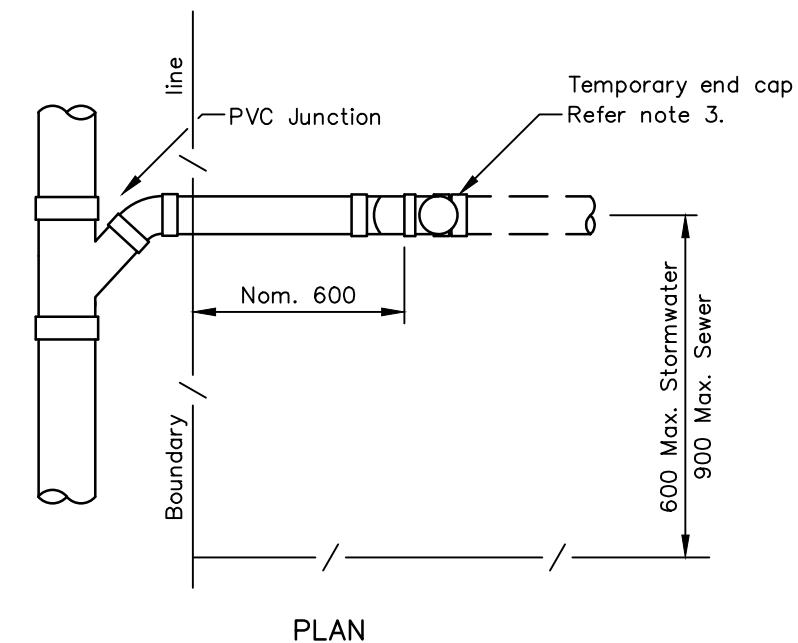 line
Temporary end cap
Refer note 3.
PVC Junction
Nom. 600
600 Max. Stormwater
900 Max. Sewer
Boundary
PLAN